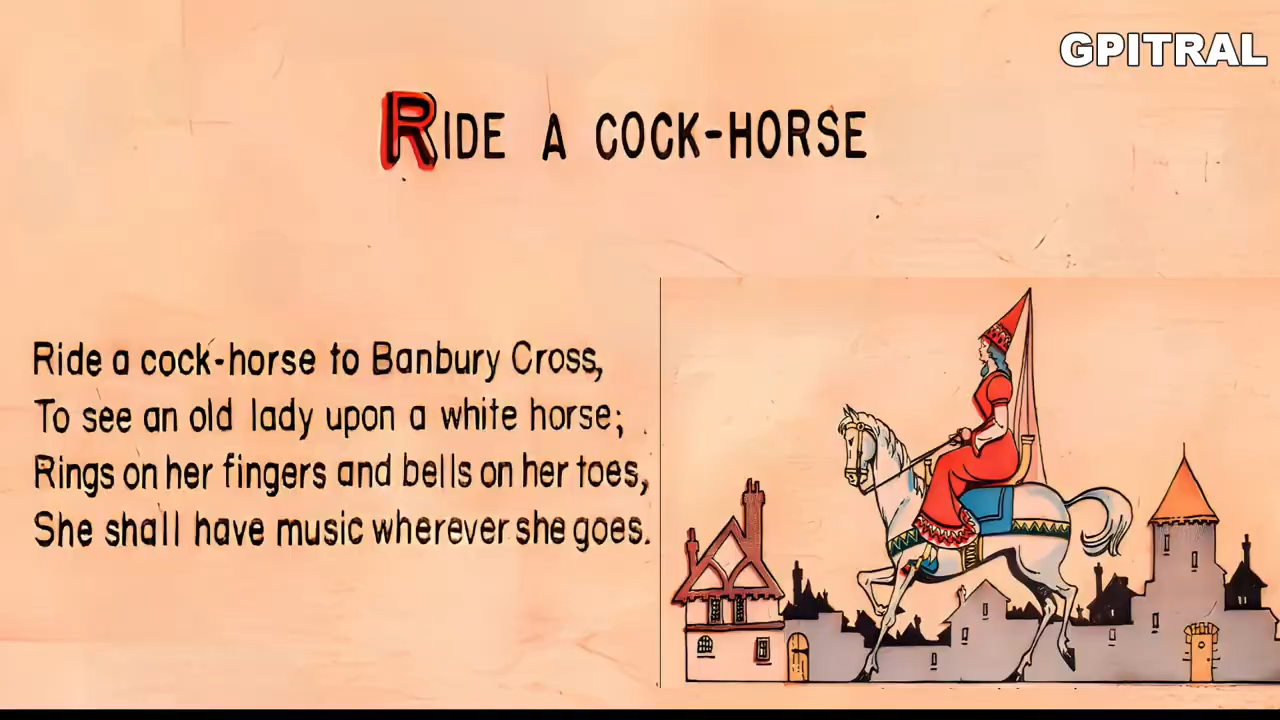 GPITRAL
RIDE A COCK-HORSE
Ride a cock-horse to Banbury Cross,
To see an old lady upon a white horse;
Rings on her fingers and bells on her toes,
She shall have music wherever she goes.